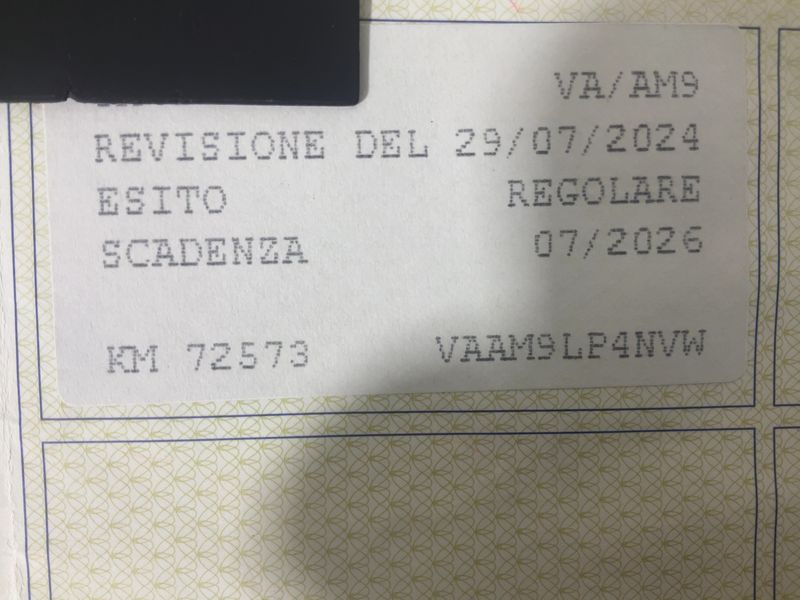 VA/AM9
REVISIONE DEL 29/07/2024
ESITO REGOLARE
SCADENZA 07/2026
KM 72573 VAAM9LP4NVW